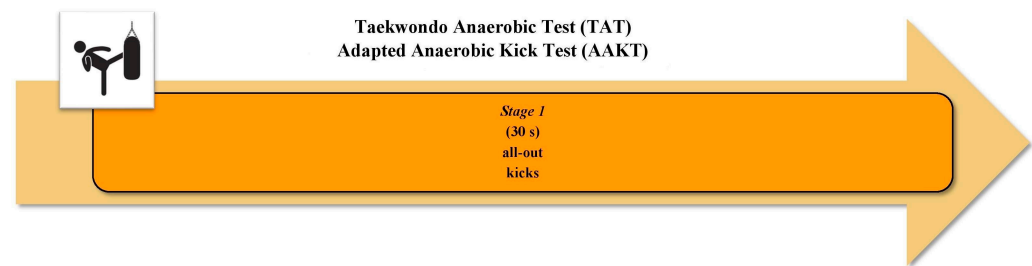 Taekwondo Anaerobic Test (TAT)
Adapted Anaerobic Kick Test (AAKT)
Stage 1
(30 s)
all-out
kicks